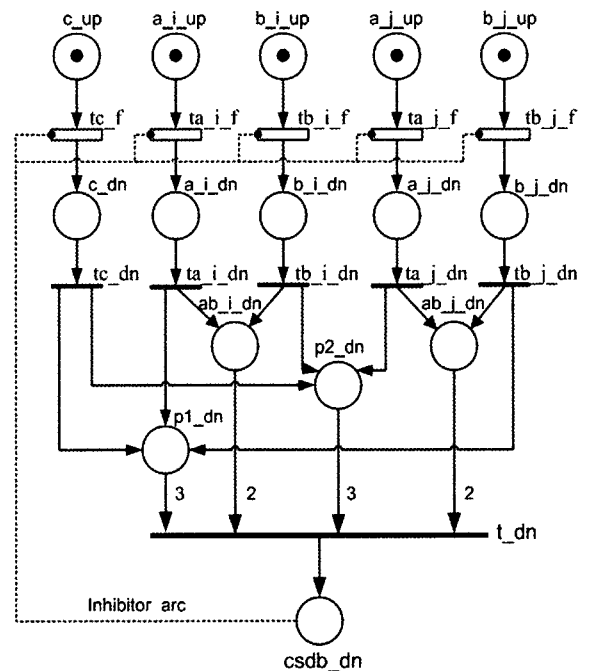 c_up a_i_up b_i_up a_j_up b_j_up
tc_f ta_i_f tb_i_f ta_j_f tb_j_f
c_dn a_i_dn b_i_dn a_j_dn b_j_dn
tc_dn ta_i_dn tb_i_dn ta_j_dn tb_j_dn
ab_i_dn ab_j_dn
p2_dn
p1_dn
3 2 3 2
t_dn
Inhibitor arc
csdb_dn